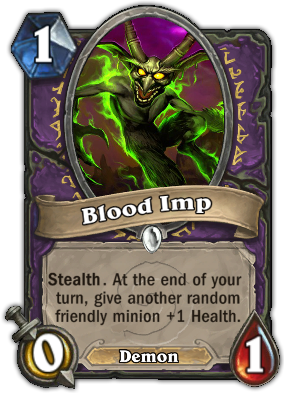 1
Blood Imp
Stealth. At the end of your
turn, give another random
friendly minion +1 Health.
0
Demon
1